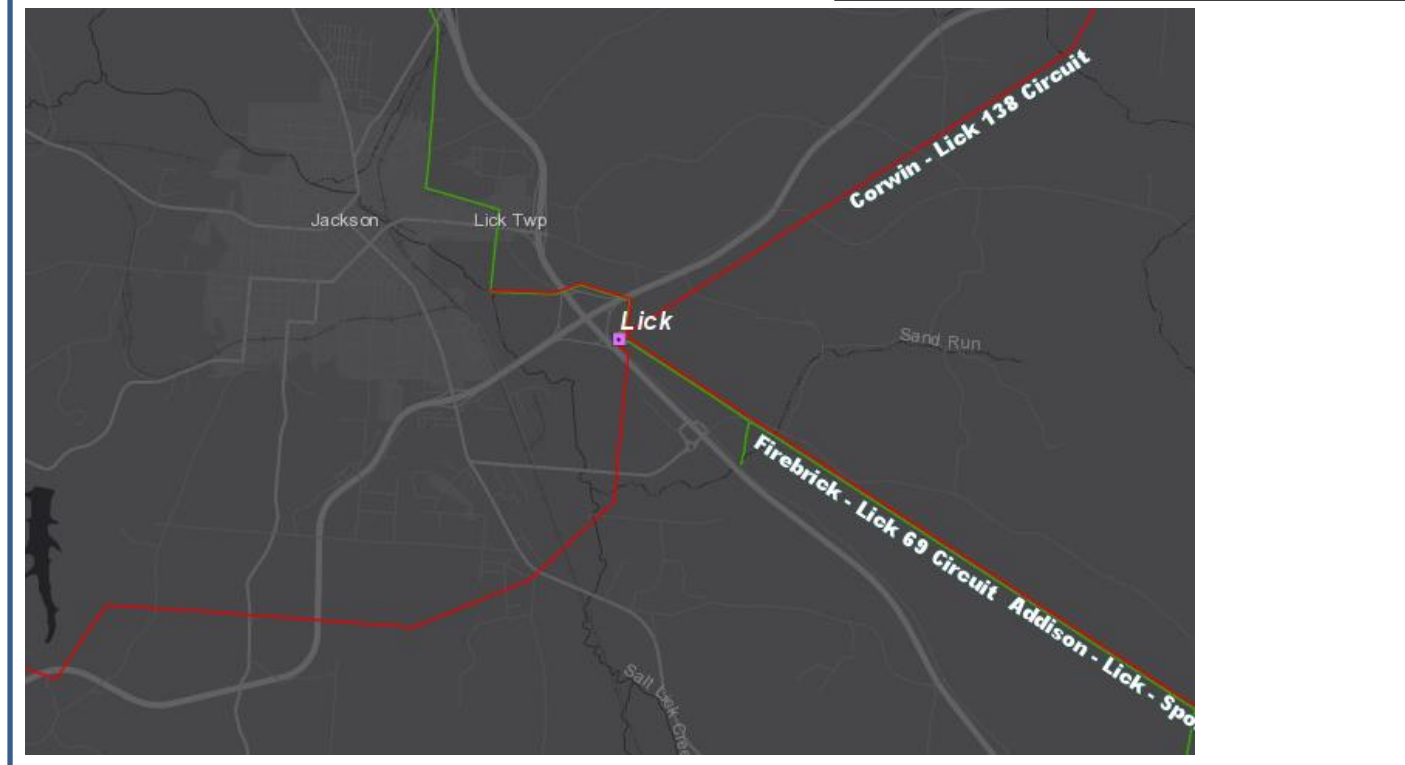 Corwin - Lick 138 Circuit
Jackson
Lick Twp
Lick
Sand Run
Firebrick - Lick 69 Circuit
Addison - Lick - Spo
Salt Lick Cree